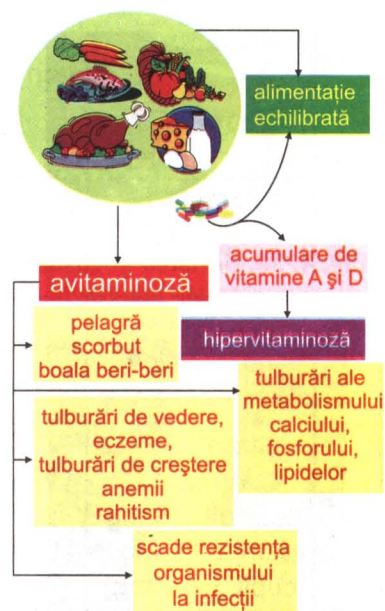 alimentație
echilibrată
acumulare de
vitamine A și D
avitaminoză
hipervitaminoză
pelagră
scorbut
boala beri-beri
tulburări ale
metabolismului
calciului,
fosforului,
lipidelor
tulburări de vedere,
eczeme,
tulburări de creștere
anemii
rahitism
scade rezistența
organismului
la infecții